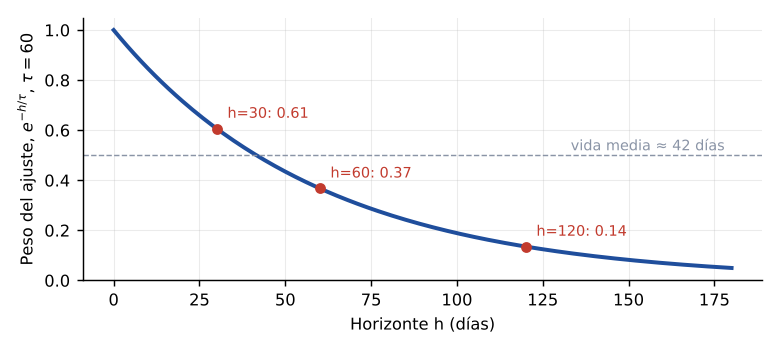 Peso del ajuste, $e^{-h/\tau}$, $\tau = 60$
1.0
0.8
0.6
0.4
0.2
0.0
h=30: 0.61
vida media ≈ 42 días
h=60: 0.37
h=120: 0.14
0 25 50 75 100 125 150 175
Horizonte h (días)